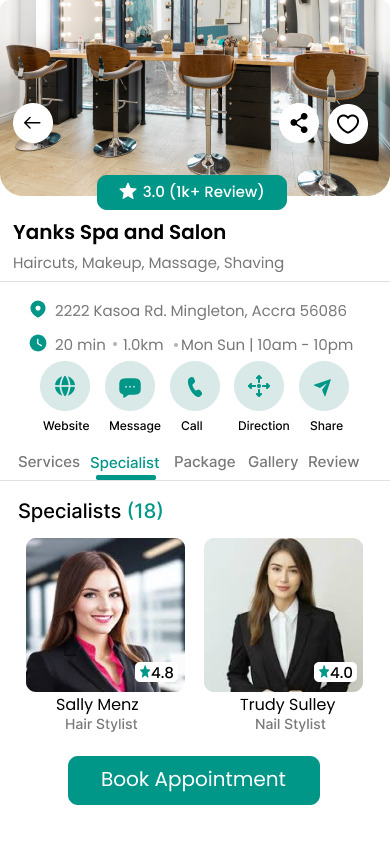 3.0 (1k+ Review)
Yanks Spa and Salon
Haircuts, Makeup, Massage, Shaving
2222 Kasoa Rd. Mingleton, Accra 56086
20 min • 1.0km •Mon Sun | 10am - 10pm
Website Message Call Direction Share
Services Specialist Package Gallery Review
Specialists (18)
4.8 4.0
Sally Menz Trudy Sulley
Hair Stylist Nail Stylist
Book Appointment